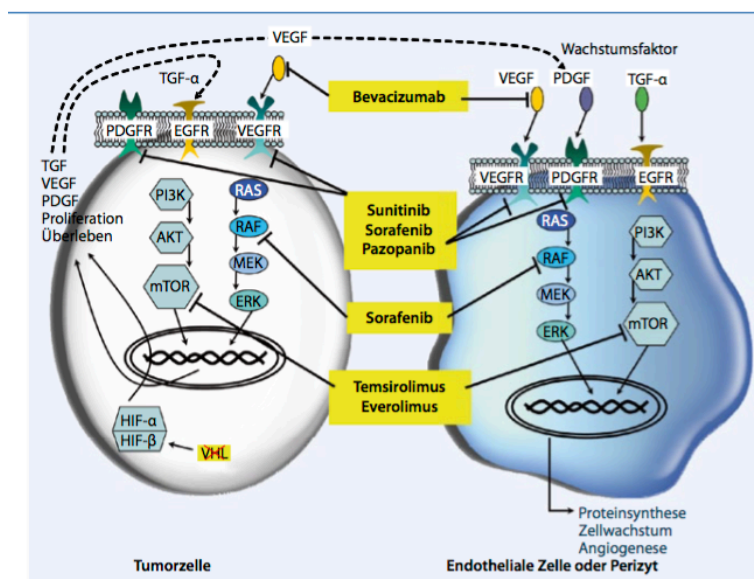 VEGF
Wachstumsfaktor
TGF-α
VEGF
PDGF
TGF-α
Bevacizumab
PDGFR
EGFR
VEGFR
TGF
VEGF
PDGF
Proliferation
Überleben
VEGFR
PDGFR
EGFR
PI3K
AKT
mTOR
RAS
RAF
MEK
ERK
Sunitinib
Sorafenib
Pazopanib
RAS
RAF
MEK
ERK
PI3K
AKT
mTOR
Sorafenib
Temsirolimus
Everolimus
HIF-α
HIF-β
VHL
Proteinsynthese
Zellwachstum
Angiogenese
Tumorzelle
Endotheliale Zelle oder Perizyt